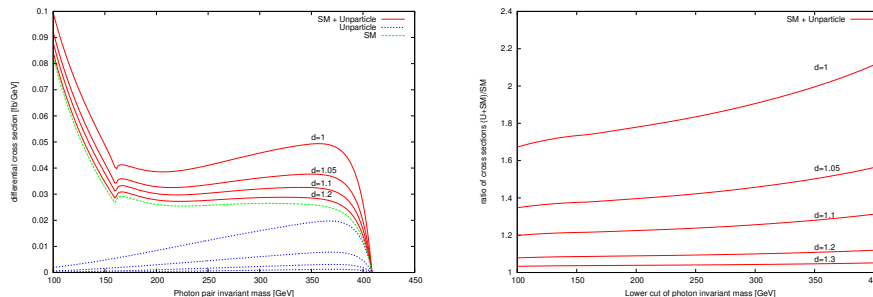 0.1
0.09
0.08
0.07
0.06
0.05
0.04
0.03
0.02
0.01
0
100
150
200
250
300
350
400
450
differential cross section [fb/GeV]
Photon pair invariant mass [GeV]
SM + Unparticle
Unparticle
SM
d=1
d=1.05
d=1.1
d=1.2
2.4
2.2
2
1.8
1.6
1.4
1.2
1
100
150
200
250
300
350
400
ratio of cross sections (U+SM)/SM
Lower cut of photon invariant mass [GeV]
SM + Unparticle
d=1
d=1.05
d=1.1
d=1.2
d=1.3